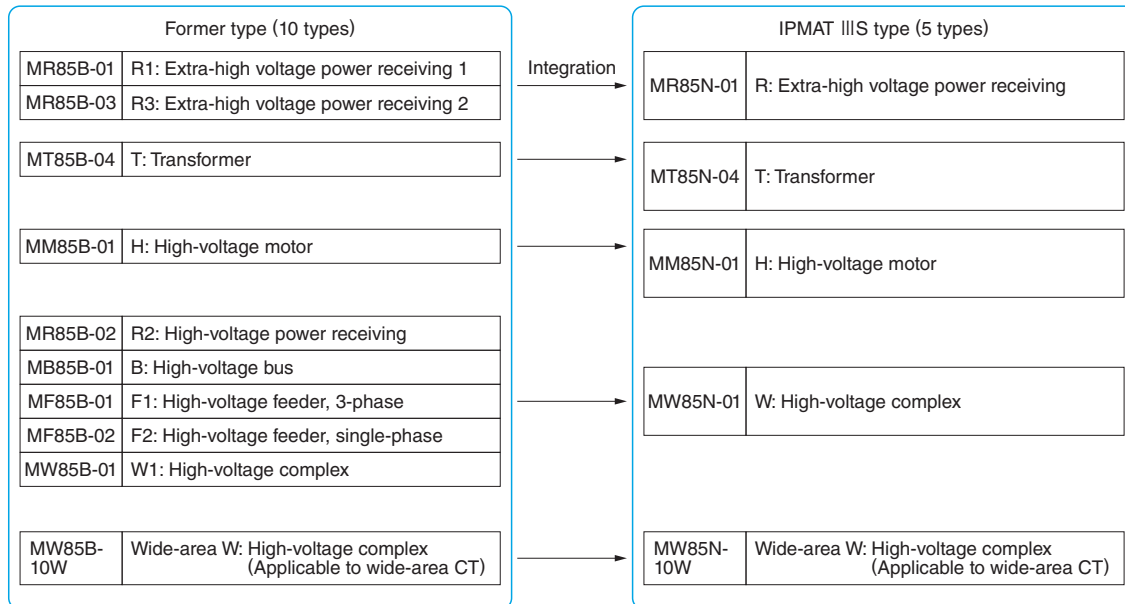 Former type (10 types)
MR85B-01 R1: Extra-high voltage power receiving 1
MR85B-03 R3: Extra-high voltage power receiving 2
MT85B-04 T: Transformer
MM85B-01 H: High-voltage motor
MR85B-02 R2: High-voltage power receiving
MB85B-01 B: High-voltage bus
MF85B-01 F1: High-voltage feeder, 3-phase
MF85B-02 F2: High-voltage feeder, single-phase
MW85B-01 W1: High-voltage complex
MW85B-
10W
Wide-area W: High-voltage complex
(Applicable to wide-area CT)
Integration
IPMAT IIIS type (5 types)
MR85N-01 R: Extra-high voltage power receiving
MT85N-04 T: Transformer
MM85N-01 H: High-voltage motor
MW85N-01 W: High-voltage complex
MW85N-
10W
Wide-area W: High-voltage complex
(Applicable to wide-area CT)